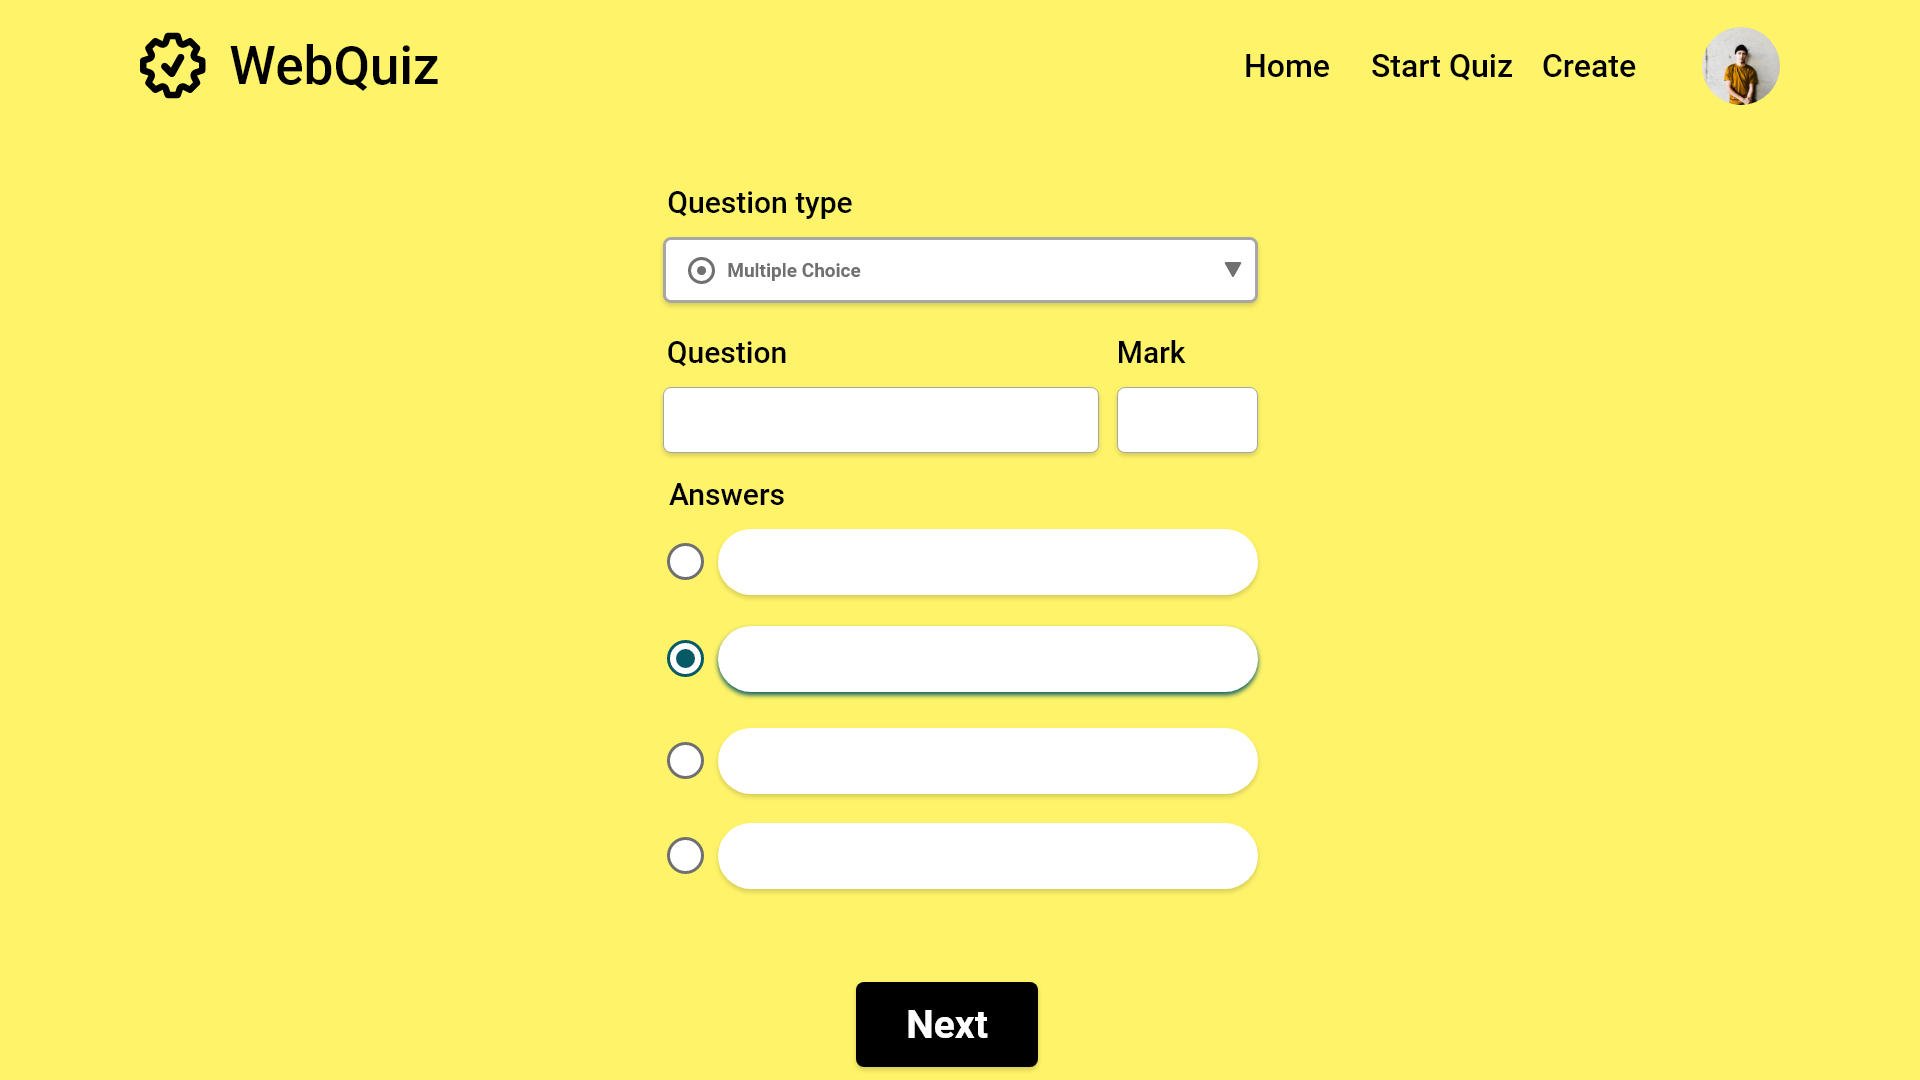 WebQuiz
Home Start Quiz Create
Question type
Multiple Choice
Question Mark
Answers
Next